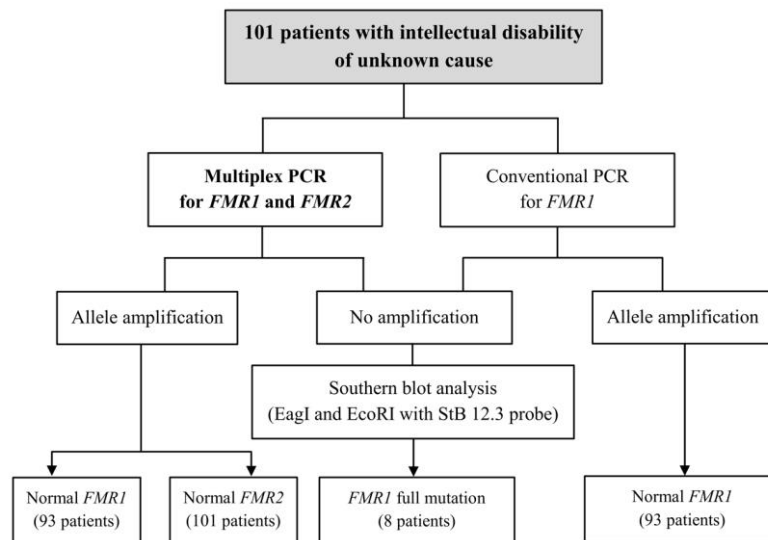 101 patients with intellectual disability
of unknown cause
Multiplex PCR
for FMR1 and FMR2
Conventional PCR
for FMR1
Allele amplification
No amplification
Allele amplification
Southern blot analysis
(EagI and EcoRI with StB 12.3 probe)
Normal FMR1
(93 patients)
Normal FMR2
(101 patients)
FMR1 full mutation
(8 patients)
Normal FMR1
(93 patients)